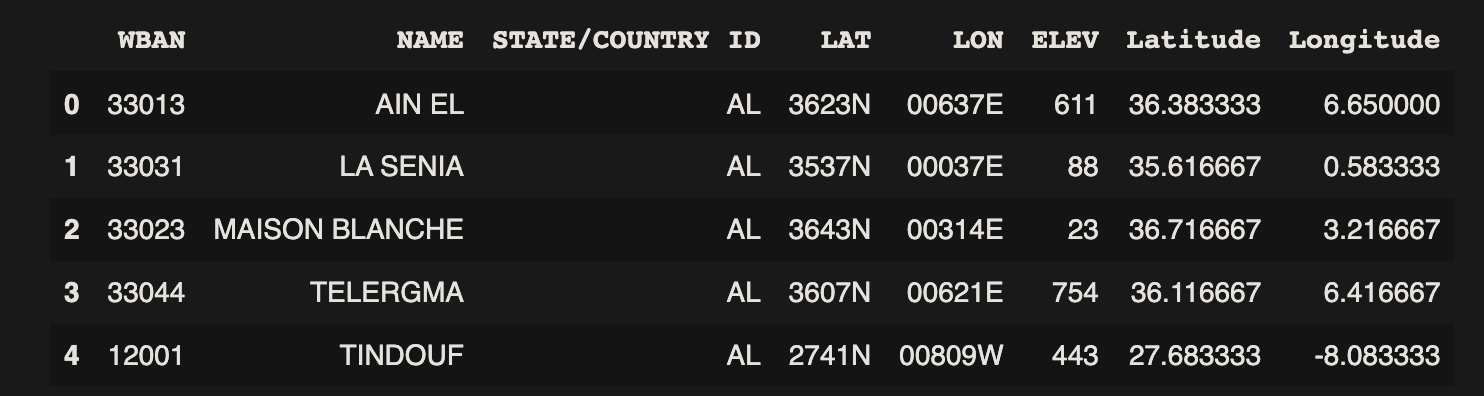 WBAN NAME STATE/COUNTRY ID LAT LON ELEV Latitude Longitude
0 33013 AIN EL AL 3623N 00637E 611 36.383333 6.650000
1 33031 LA SENIA AL 3537N 00037E 88 35.616667 0.583333
2 33023 MAISON BLANCHE AL 3643N 00314E 23 36.716667 3.216667
3 33044 TELERGMA AL 3607N 00621E 754 36.116667 6.416667
4 12001 TINDOUF AL 2741N 00809W 443 27.683333 -8.083333